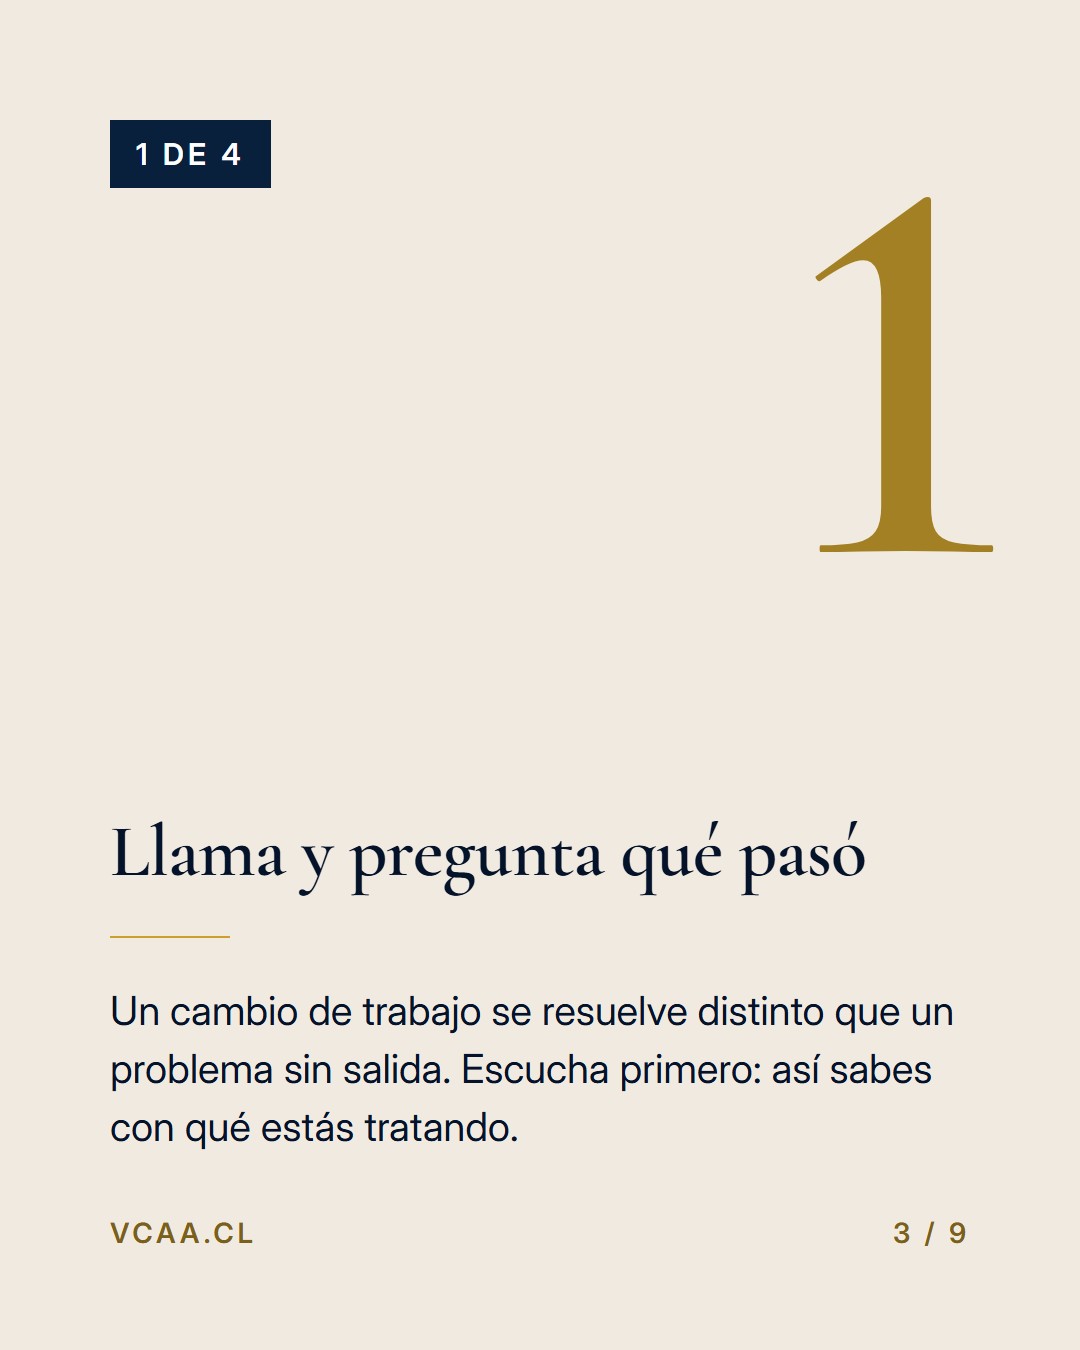 1 DE 4
1
Llama y pregunta qué pasó
Un cambio de trabajo se resuelve distinto que un
problema sin salida. Escucha primero: así sabes
con qué estás tratando.
VCAA.CL
3 / 9